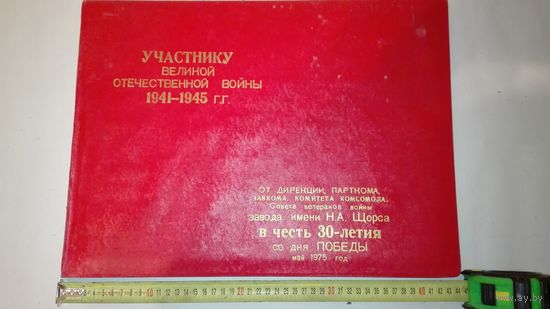 УЧАСТНИКУ
ВЕЛИКОЙ
ОТЕЧЕСТВЕННОЙ ВОЙНЫ
1941–1945 г.г.
ОТ ДИРЕКЦИИ, ПАРТКОМА,
ЗАВКОМА, КОМИТЕТА КОМСОМОЛА,
Совета ветеранов войны
завода имени Н.А. Щорса
в честь 30-летия
со дня ПОБЕДЫ
май 1975 год